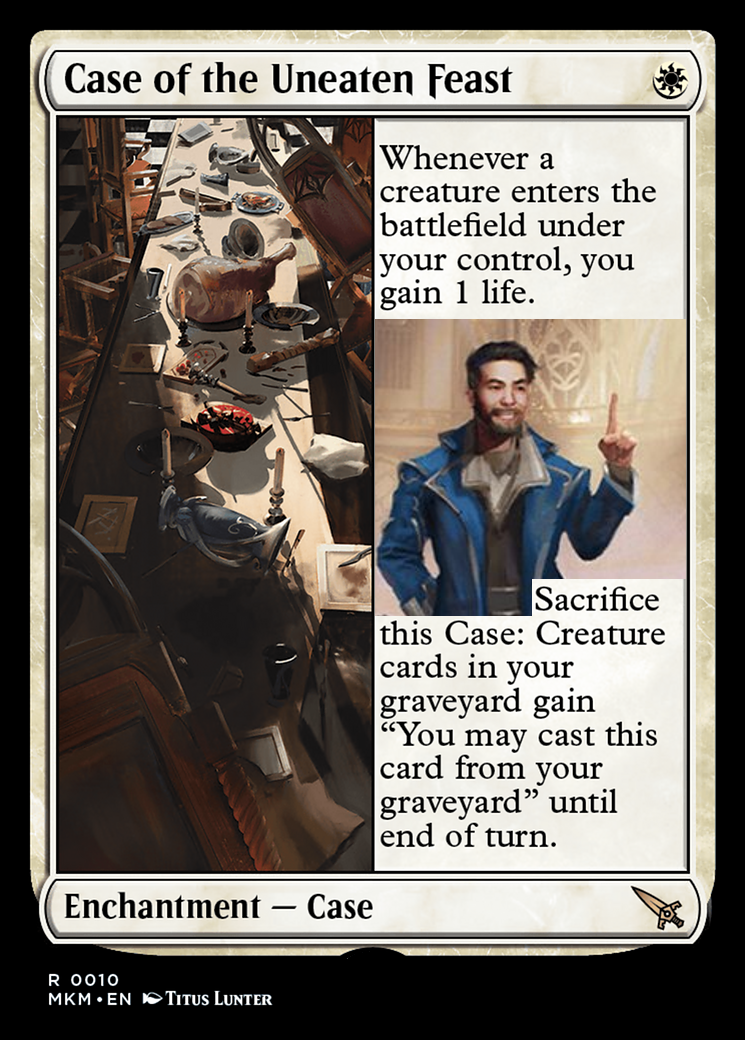 Case of the Uneaten Feast
Whenever a
creature enters the
battlefield under
your control, you
gain 1 life.
Sacrifice
this Case: Creature
cards in your
graveyard gain
“You may cast this
card from your
graveyard” until
end of turn.
Enchantment — Case
R 0010
MKM • EN Titus Lunter